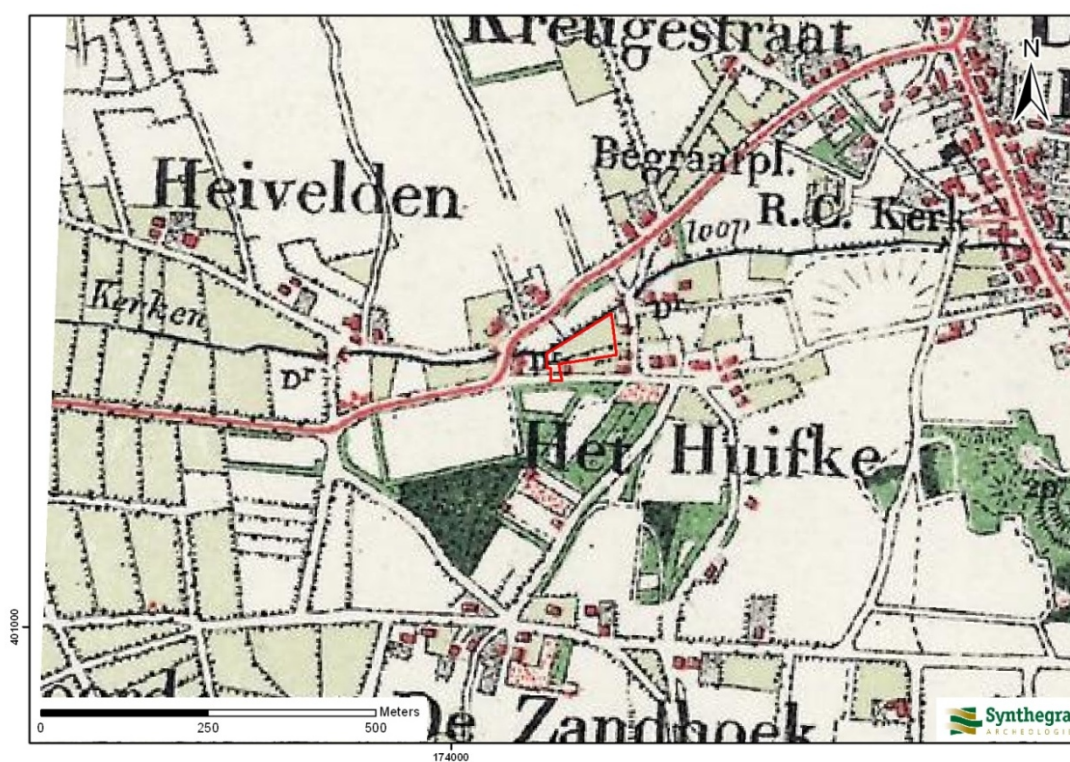 Kreugestraat
N
Begraafpl.
Heivelden
R. C. Kerk
loop
Kerken
Dr
Dr
Dr
Het Huifke
401000
De Zandhoek
Meters
0 250 500
174000
Synthegra
ARCHEOLOGIE